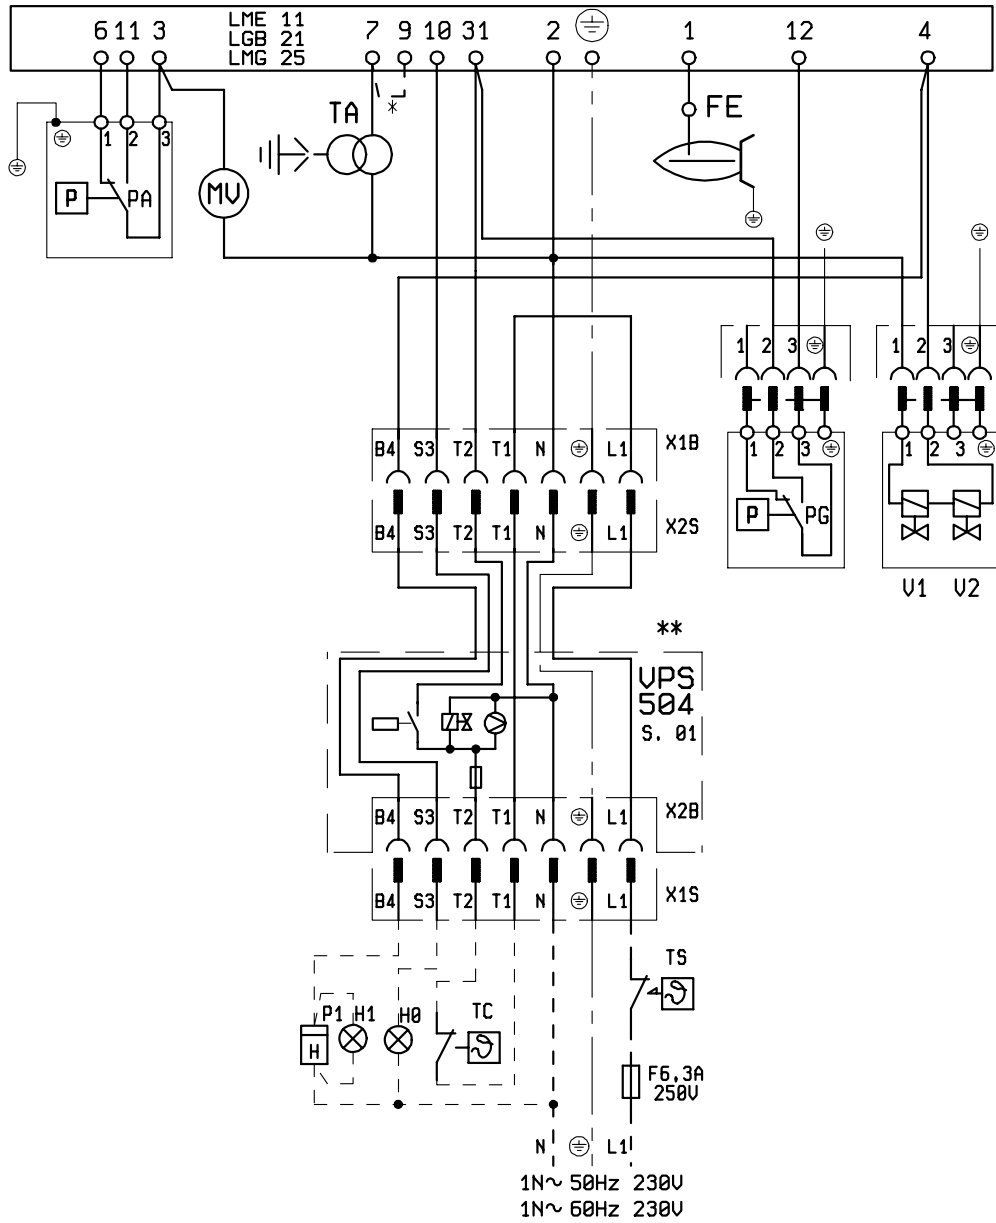 LME 11
LGB 21
LMG 25
6 11 3 7 9 10 31 2 1 12 4
TA
*
FE
1 2 3
P
PA
MV
1 2 3
1 2 3
B4 S3 T2 T1 N L1
X1B
B4 S3 T2 T1 N L1
X2S
1 2 3
P
PG
1 2 3
V1 V2
**
VPS
504
S. 01
B4 S3 T2 T1 N L1
X2B
B4 S3 T2 T1 N L1
X1S
TS
P1 H1 H0 TC
H
F6,3A
250V
N L1
1N~ 50Hz 230V
1N~ 60Hz 230V